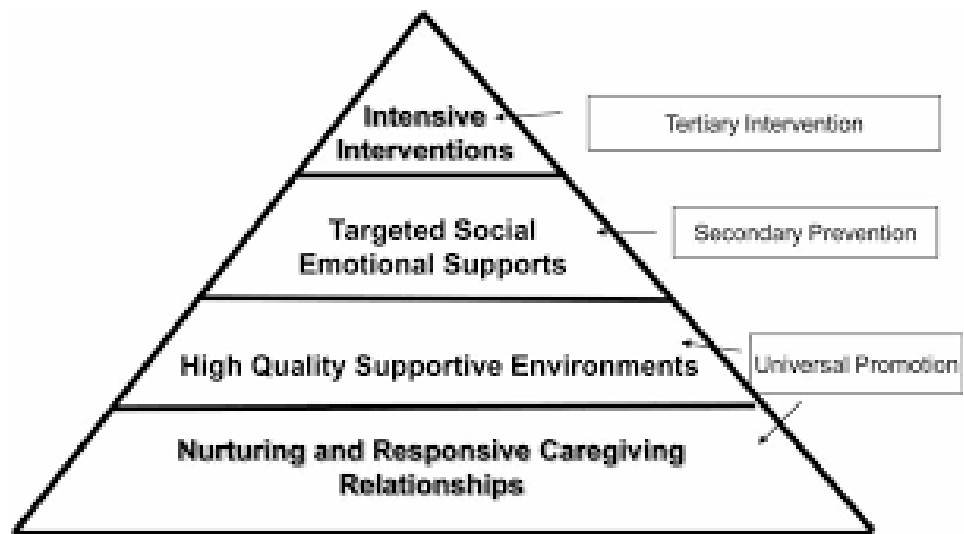 Intensive
Interventions
Tertiary Intervention
Targeted Social
Emotional Supports
Secondary Prevention
High Quality Supportive Environments
Universal Promotion
Nurturing and Responsive Caregiving
Relationships